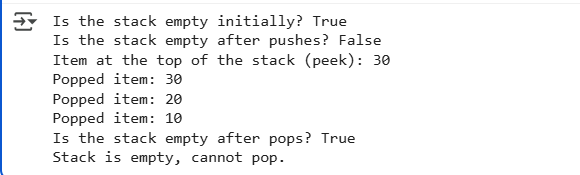 Is the stack empty initially? True
Is the stack empty after pushes? False
Item at the top of the stack (peek): 30
Popped item: 30
Popped item: 20
Popped item: 10
Is the stack empty after pops? True
Stack is empty, cannot pop.